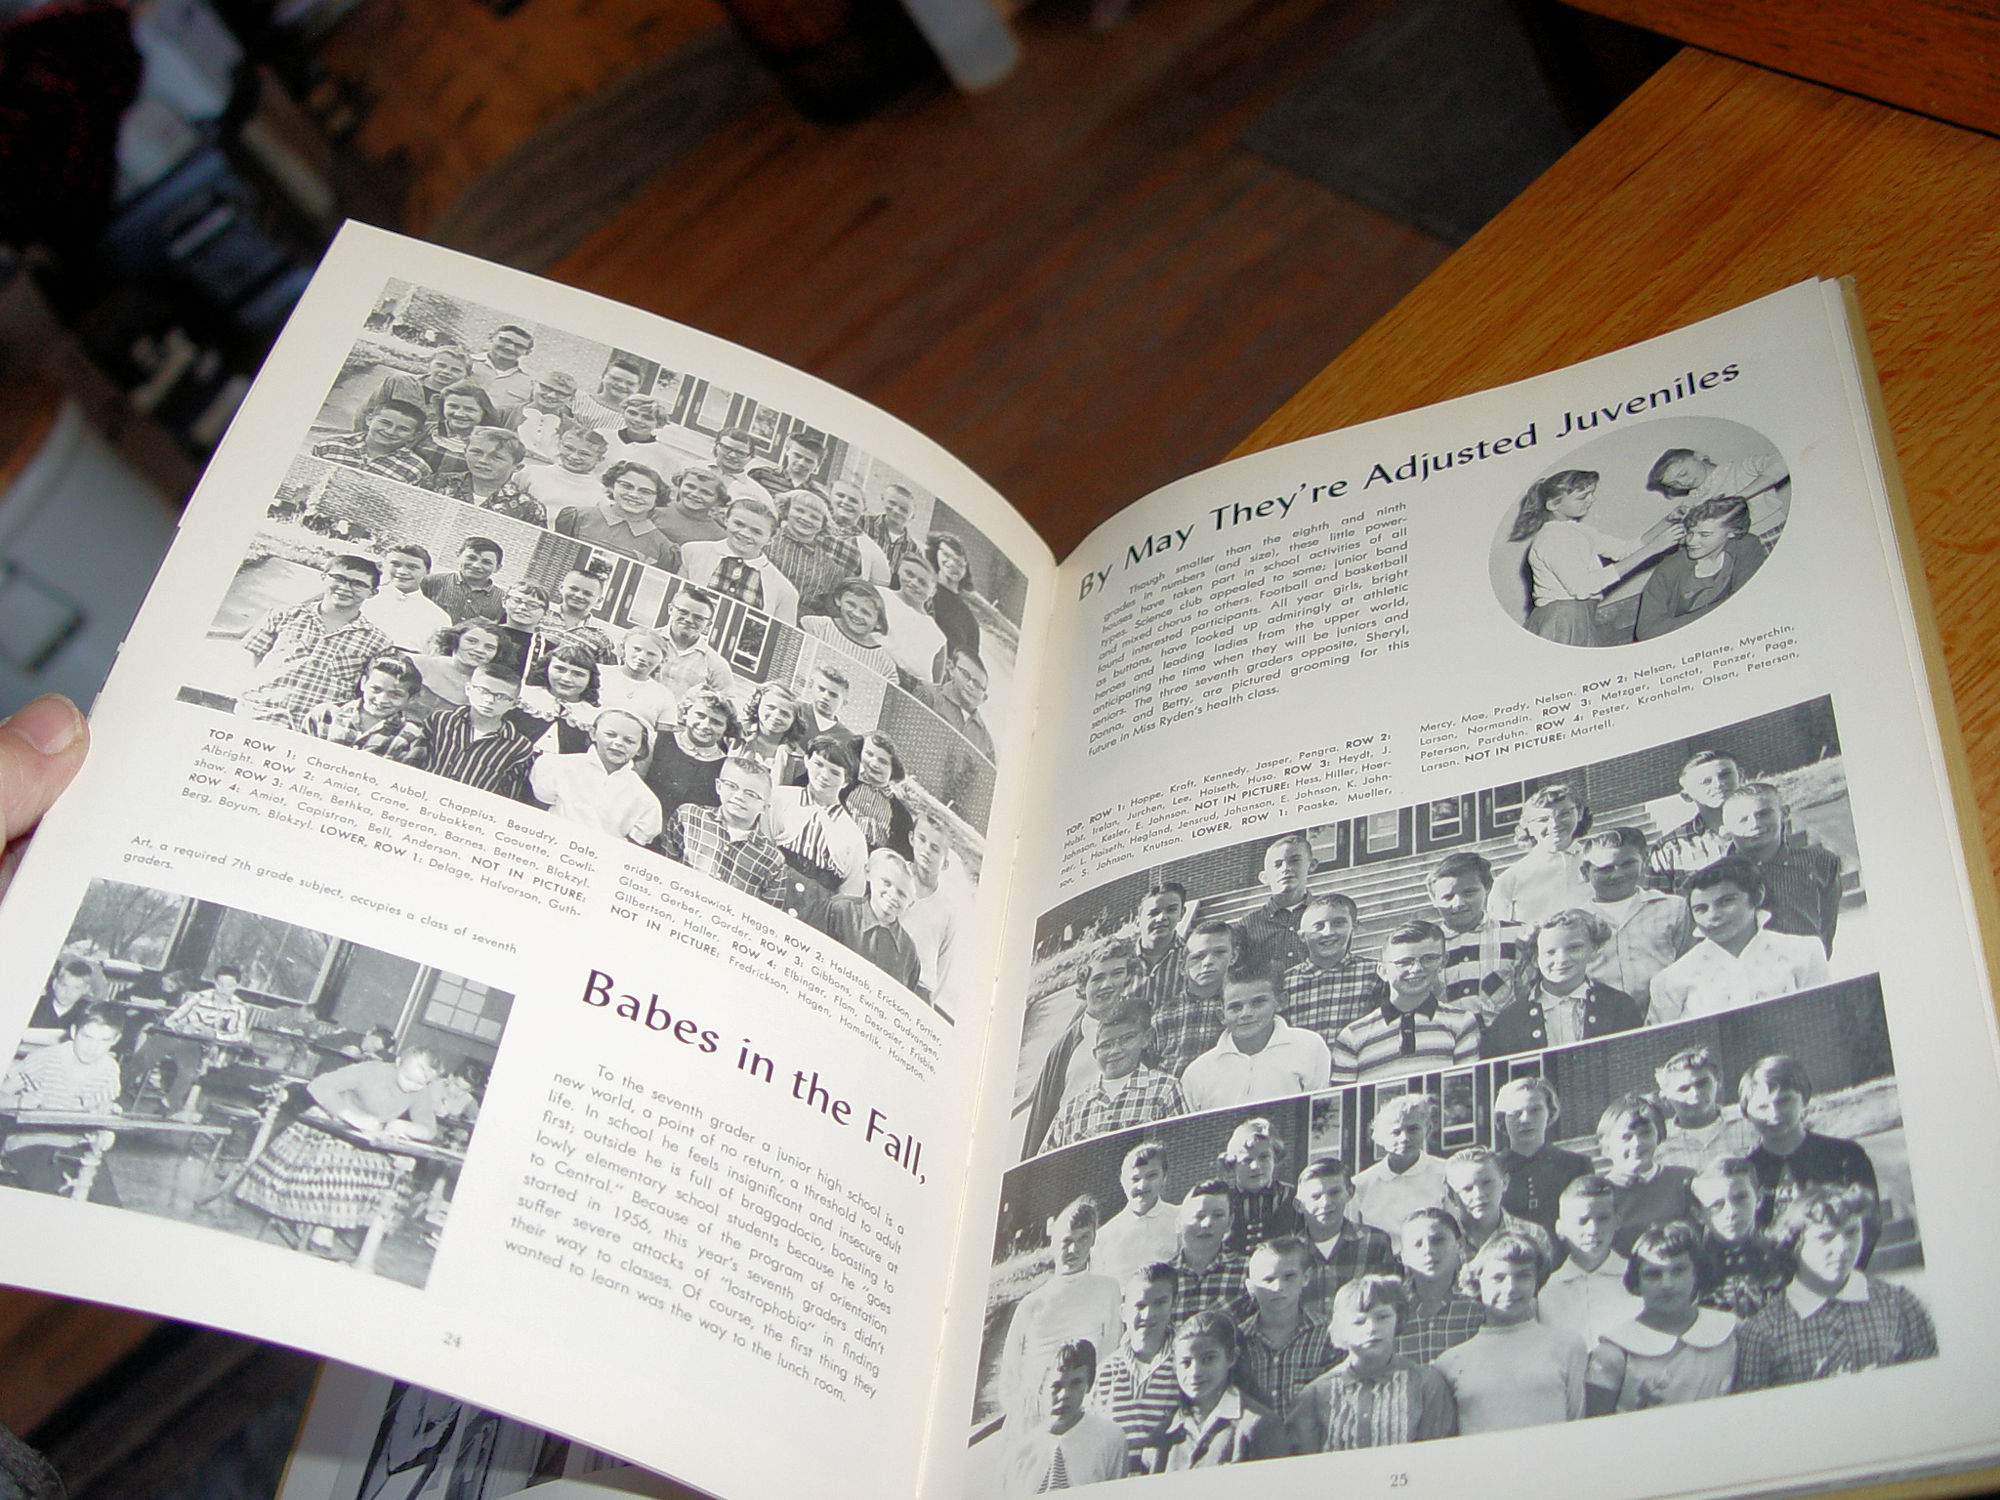 TOP ROW 1: Charchenko, Aubol, Chappius, Beaudry, Dale,
Albright. ROW 2: Amiot, Crane, Brubakken, Caouette, Cowli-
shaw. ROW 3: Allen, Bethka, Bergeron, Barnes, Betteen, Blokzyl.
ROW 4: Amiot, Capistran, Bell, Anderson. NOT IN PICTURE:
Berg, Boyum, Blokzyl. LOWER, ROW 1: Delage, Halvorson, Guth-
erridge, Greskowiak, Hegge. ROW 2: Heldstab, Erickson, Fortier,
Glass, Gerber, Gorder. ROW 3: Gibbons, Ewing, Gudvangen,
Gilbertson, Haller. ROW 4: Elbinger, Flom, Desrosier, Frisbie.
NOT IN PICTURE: Fredrickson, Hagen, Hamerlik, Hampton.
Art, a required 7th grade subject, occupies a class of seventh
graders.
Babes in the Fall,
To the seventh grader a junior high school is a
new world, a point of no return, a threshold to adult
life. In school he feels insignificant and insecure at
first; outside he is full of braggadocio, boasting to
lowly elementary school students because he "goes
to Central." Because of the program of orientation
started in 1956, this year's seventh graders didn't
suffer severe attacks of "lostrophobia" in finding
their way to classes. Of course, the first thing they
wanted to learn was the way to the lunch room.
24
By May They're Adjusted Juveniles
Though smaller than the eighth and ninth
grades in numbers (and size), these little power-
houses have taken part in school activities of all
types. Science club appealed to some; junior band
and mixed chorus to others. Football and basketball
found interested participants. All year girls, bright
as buttons, have looked up admiringly at athletic
heroes and leading ladies from the upper world,
anticipating the time when they will be juniors and
seniors. The three seventh graders opposite, Sheryl,
Donna, and Betty, are pictured grooming for this
future in Miss Ryden's health class.
TOP, ROW 1: Hoppe, Kraft, Kennedy, Jasper, Pengra. ROW 2:
Hulst, Irelan, Jurchen, Lee, Hoiseth, Huso. ROW 3: Heydt, J.
Johnson, Kasler, E. Johnson. NOT IN PICTURE: Hess, Hiller, Hoer-
ner, L. Hoiseth, Hegland, Jensrud, Johanson, E. Johnson, K. John-
son, S. Johnson, Knutson. LOWER, ROW 1: Paaske, Mueller,
Mercy, Moe, Prady, Nelson. ROW 2: Nelson, LaPlante, Myerchin,
Larson, Normandin. ROW 3: Metzger, Lanctot, Panzer, Page,
Peterson, Parduhn. ROW 4: Pester, Kronholm, Olson, Peterson,
Larson. NOT IN PICTURE: Martell.
25